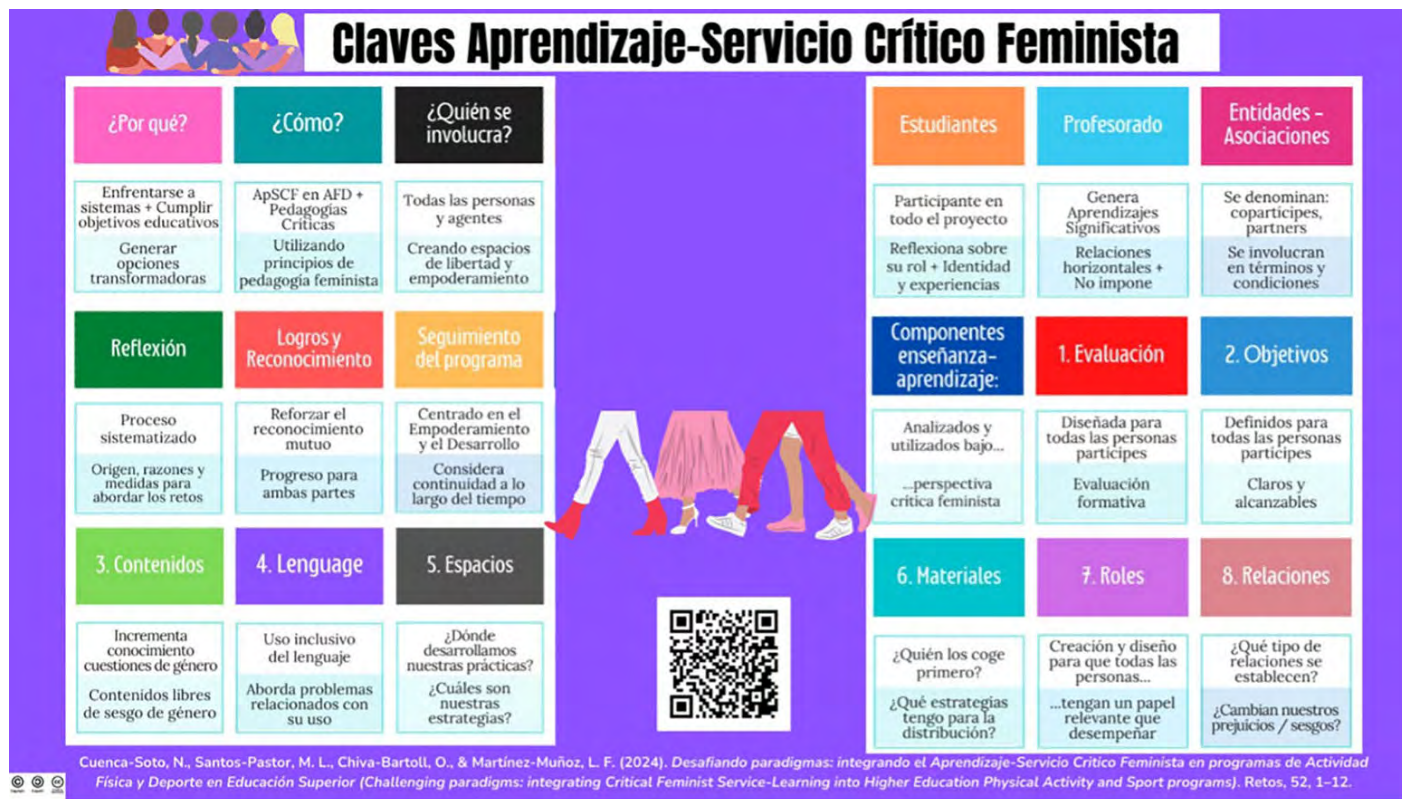 Claves Aprendizaje-Servicio Crítico Feminista
¿Por qué?
Enfrentarse a
sistemas + Cumplir
objetivos educativos
Generar
opciones
transformadoras
¿Cómo?
ApSCF en AFD +
Pedagogías
Críticas
Utilizando
principios de
pedagogía feminista
¿Quién se
involucra?
Todas las personas
y agentes
Creando espacios
de libertad y
empoderamiento
Reflexión
Proceso
sistematizado
Origen, razones y
medidas para
abordar los retos
Logros y
Reconocimiento
Reforzar el
reconocimiento
mutuo
Progreso para
ambas partes
Seguimiento
del programa
Centrado en el
Empoderamiento
y el Desarrollo
Considera
continuidad a lo
largo del tiempo
3. Contenidos
Incrementa
conocimiento
cuestiones de género
Contenidos libres
de sesgo de género
4. Lenguage
Uso inclusivo
del lenguaje
Aborda problemas
relacionados con
su uso
5. Espacios
¿Dónde
desarrollamos
nuestras prácticas?
¿Cuáles son
nuestras
estrategias?
Estudiantes
Participante en
todo el proyecto
Reflexiona sobre
su rol + Identidad
y experiencias
Profesorado
Genera
Aprendizajes
Significativos
Relaciones
horizontales +
No impone
Entidades –
Asociaciones
Se denominan:
copartícipes,
partners
Se involucran
en términos y
condiciones
Componentes
enseñanza-
aprendizaje:
Analizados y
utilizados bajo...
...perspectiva
crítica feminista
1. Evaluación
Diseñada para
todas las personas
partícipes
Evaluación
formativa
2. Objetivos
Definidos para
todas las personas
partícipes
Claros y
alcanzables
6. Materiales
¿Quién los coge
primero?
¿Qué estrategias
tengo para la
distribución?
7. Roles
Creación y diseño
para que todas las
personas...
...tengan un papel
relevante que
desempeñar
8. Relaciones
¿Qué tipo de
relaciones se
establecen?
¿Cambian nuestros
prejuicios / sesgos?
Cuenca-Soto, N., Santos-Pastor, M. L., Chiva-Bartoll, O., & Martínez-Muñoz, L. F. (2024). Desafiando paradigmas: integrando el Aprendizaje-Servicio Crítico Feminista en programas de Actividad
Física y Deporte en Educación Superior (Challenging paradigms: integrating Critical Feminist Service-Learning into Higher Education Physical Activity and Sport programs). Retos, 52, 1–12.